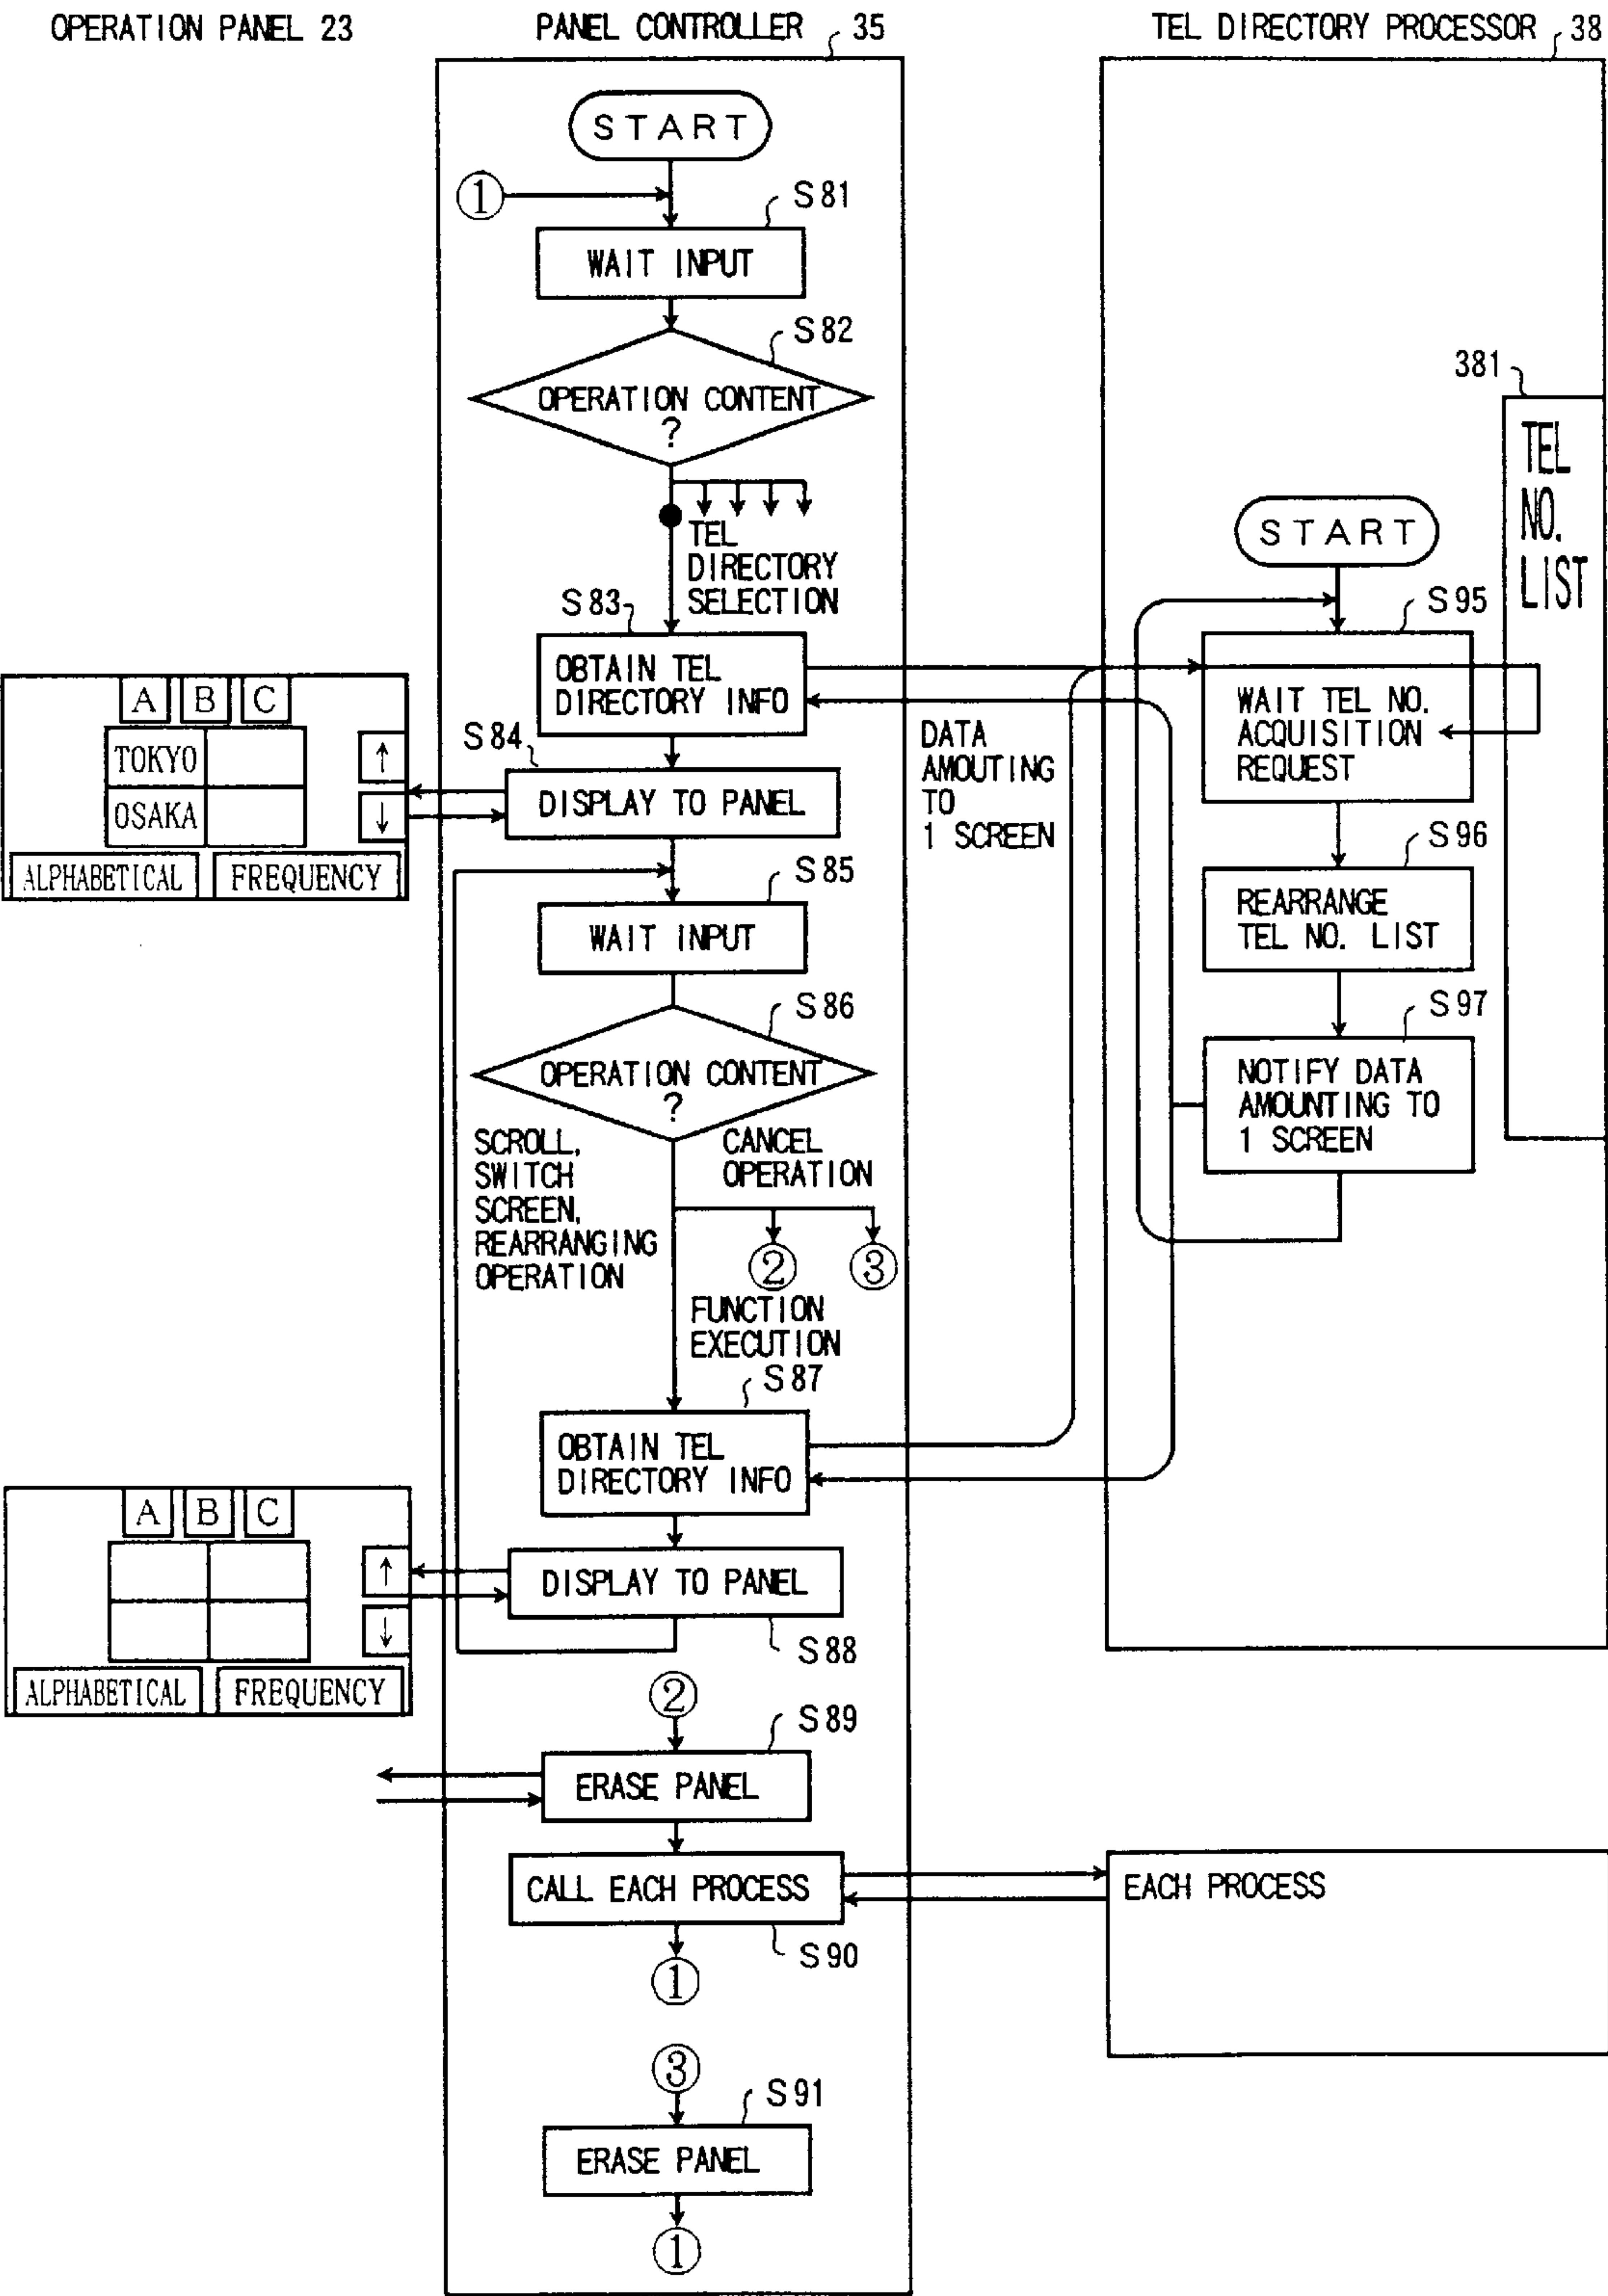 OPERATION PANEL 23
PANEL CONTROLLER 35
TEL DIRECTORY PROCESSOR 38
START
①
S81
WAIT INPUT
S82
OPERATION CONTENT
?
TEL
DIRECTORY
SELECTION
S83
OBTAIN TEL
DIRECTORY INFO
A B C
TOKYO
OSAKA
↑
↓
ALPHABETICAL FREQUENCY
S84
DISPLAY TO PANEL
S85
WAIT INPUT
S86
OPERATION CONTENT
?
SCROLL,
SWITCH
SCREEN,
REARRANGING
OPERATION
CANCEL
OPERATION
②
③
FUNCTION
EXECUTION
S87
OBTAIN TEL
DIRECTORY INFO
A B C
↑
↓
ALPHABETICAL FREQUENCY
DISPLAY TO PANEL
S88
②
S89
ERASE PANEL
CALL EACH PROCESS
S90
①
③
S91
ERASE PANEL
①
DATA
AMOUTING
TO
1 SCREEN
381
TEL
NO.
LIST
START
S95
WAIT TEL NO.
ACQUISITION
REQUEST
S96
REARRANGE
TEL NO. LIST
S97
NOTIFY DATA
AMOUNTING TO
1 SCREEN
EACH PROCESS